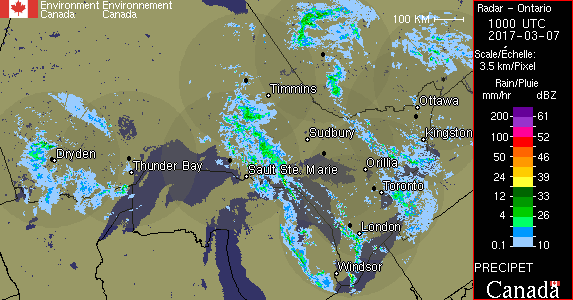 Environment Environnement
Canada Canada
100 KM
Timmins
Ottawa
Sudbury
Kingston
Dryden
Thunder Bay
Sault Ste. Marie
Orillia
Toronto
London
Windsor
Radar - Ontario
1000 UTC
2017-03-07
Scale/Échelle:
3.5 km/Pixel
Rain/Pluie
mm/hr dBZ
200 61
100 52
50 46
24 39
12 33
4 26
0.1 10
PRECIPET
Canada